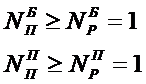 N_П^Б ≥ N_Р^Б = 1
N_П^П ≥ N_Р^П = 1